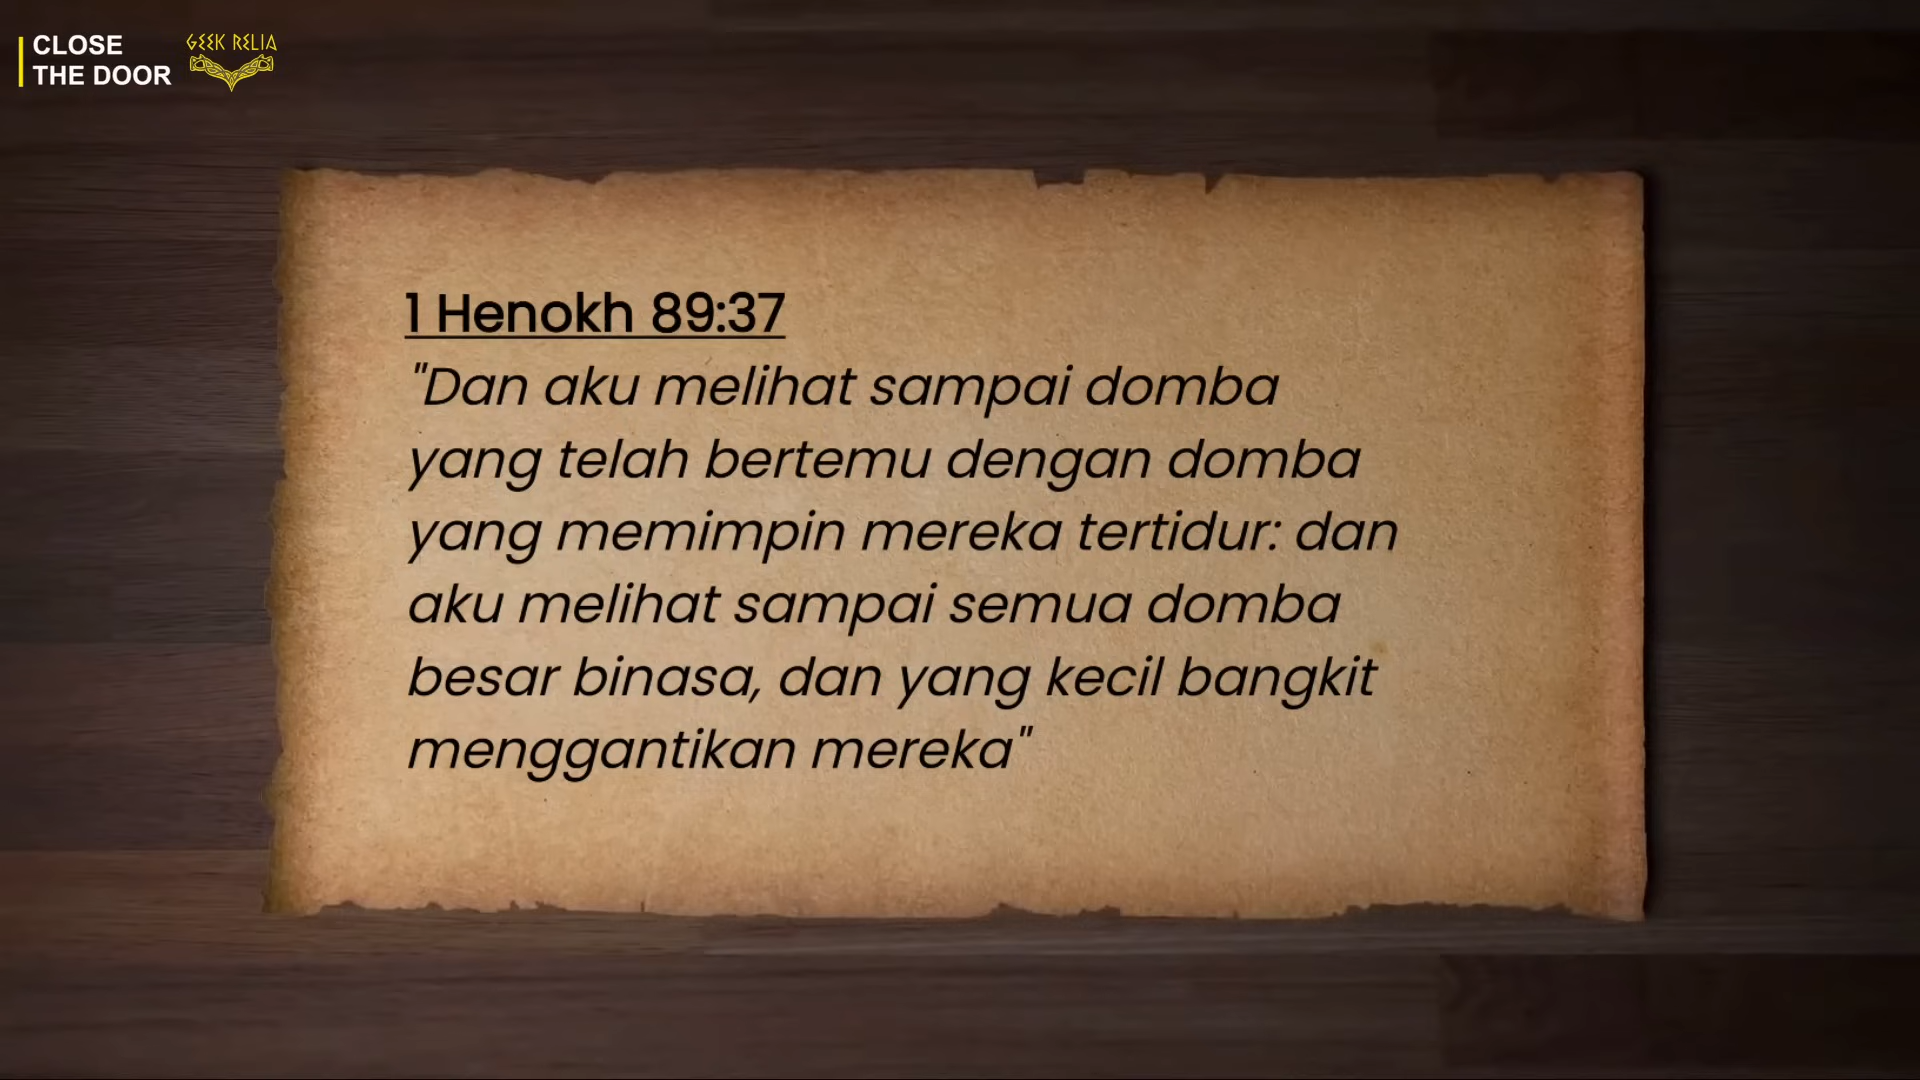 CLOSE
THE DOOR
GEEK RELIA
1 Henokh 89:37
"Dan aku melihat sampai domba
yang telah bertemu dengan domba
yang memimpin mereka tertidur: dan
aku melihat sampai semua domba
besar binasa, dan yang kecil bangkit
menggantikan mereka"